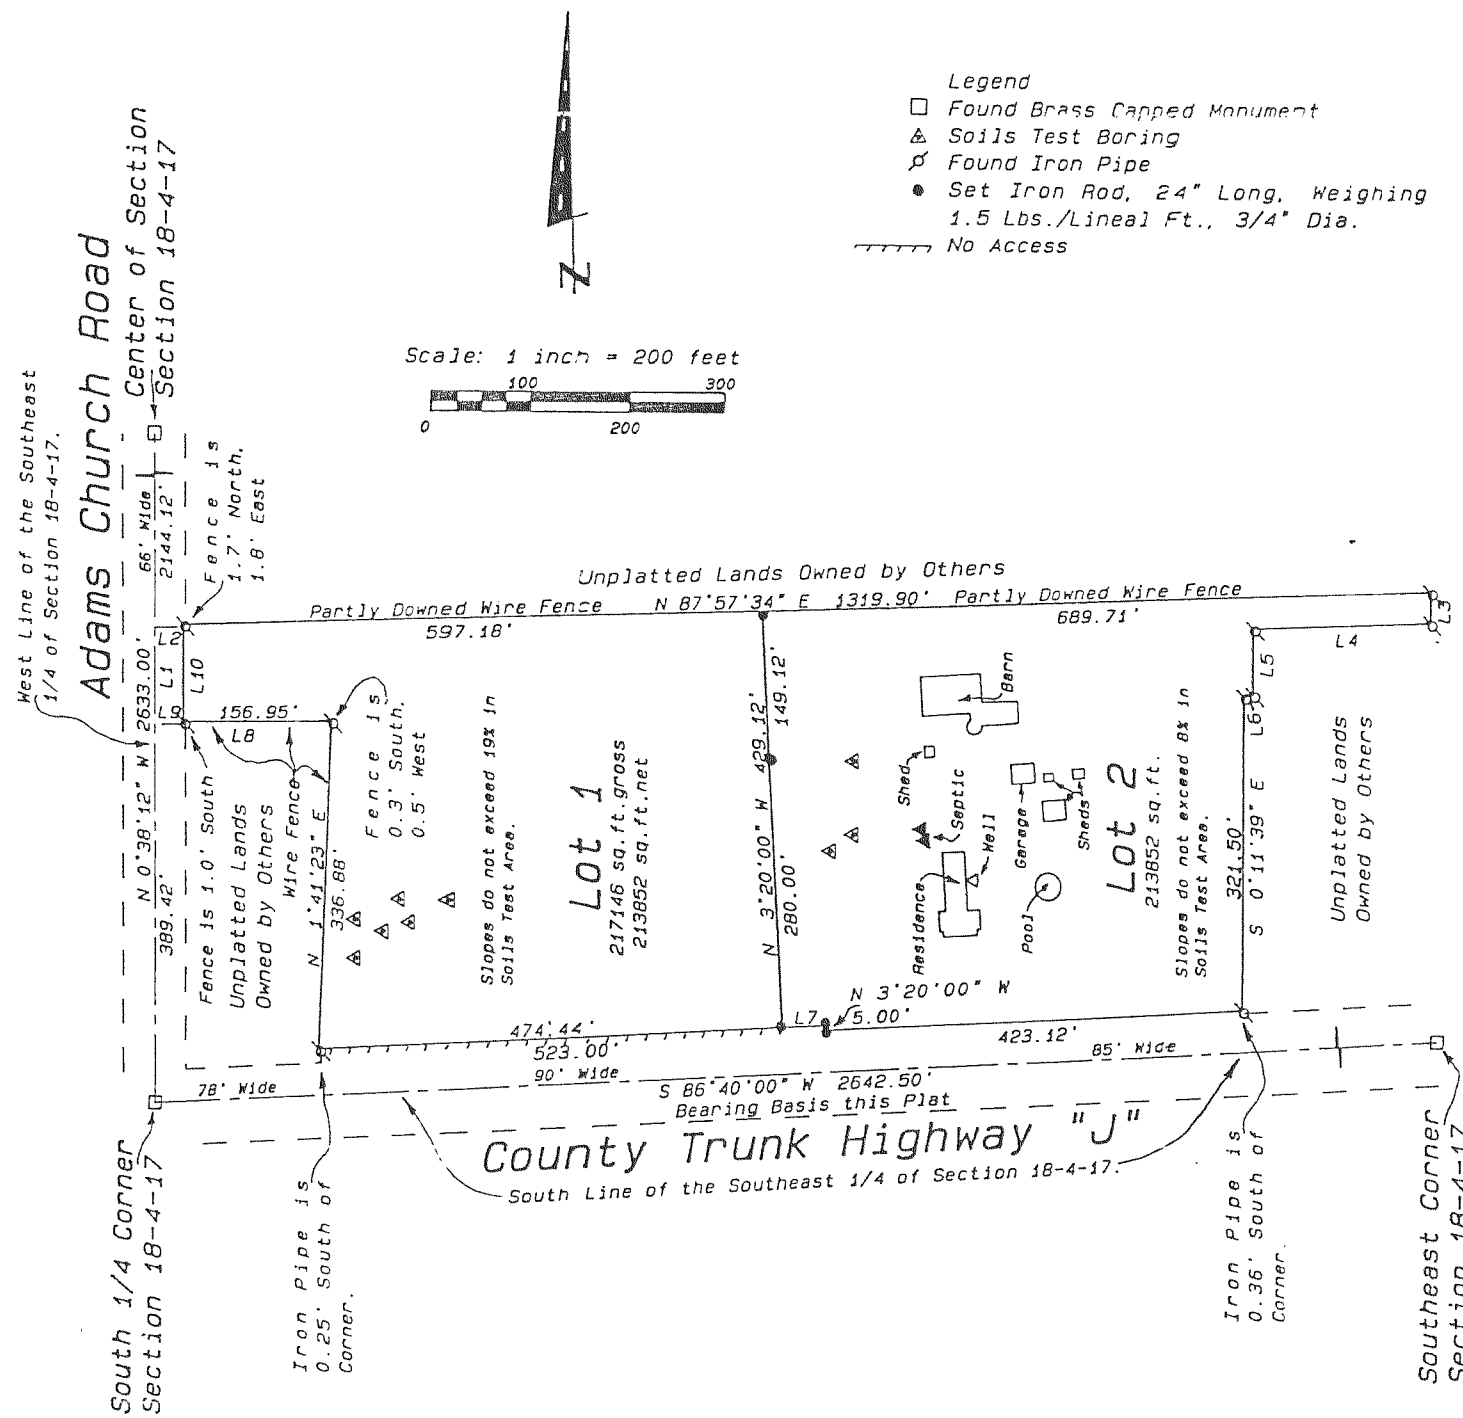 Legend
Found Brass Capped Monument
Soils Test Boring
Found Iron Pipe
Set Iron Rod, 24" Long, Weighing
1.5 Lbs./Lineal Ft., 3/4" Dia.
No Access
N
Scale: 1 inch = 200 feet
100
300
0
200
West Line of the Southeast
1/4 of Section 18-4-17.
Adams Church Road
Center of Section
Section 18-4-17
66' Wide
2144.12'
Fence is
1.7' North,
1.8' East
Unplatted Lands Owned by Others
Partly Downed Wire Fence
N 87°57'34" E 1319.90'
Partly Downed Wire Fence
597.18'
689.71'
L2
L1
L10
L9
156.95'
L8
L3
L4
L5
L6
N 0°38'12" W 2633.00'
389.42'
Fence is 1.0' South
Unplatted Lands
Owned by Others
Wire Fence
N 1°41'23" E
336.88'
Fence is
0.3' South,
0.5' West
Slopes do not exceed 19% in
Soils Test Area.
Lot 1
217146 sq.ft.gross
213852 sq.ft.net
N 3°20'00" W 429.12'
149.12'
280.00'
Barn
Shed
Septic
Well
Residence
Garage
Sheds
Pool
Lot 2
213852 sq.ft.
Slopes do not exceed 8% in
Soils Test Area.
321.50'
S 0°11'39" E
Unplatted Lands
Owned by Others
N 3°20'00" W
5.00'
L7
474.44'
523.00'
423.12'
78' Wide
90' Wide
85' Wide
S 86°40'00" W 2642.50'
Bearing Basis this Plat
County Trunk Highway "J"
South Line of the Southeast 1/4 of Section 18-4-17.
South 1/4 Corner
Section 18-4-17
Iron Pipe is
0.25' South of
Corner.
Iron Pipe is
0.36' South of
Corner.
Southeast Corner
Section 18-4-17